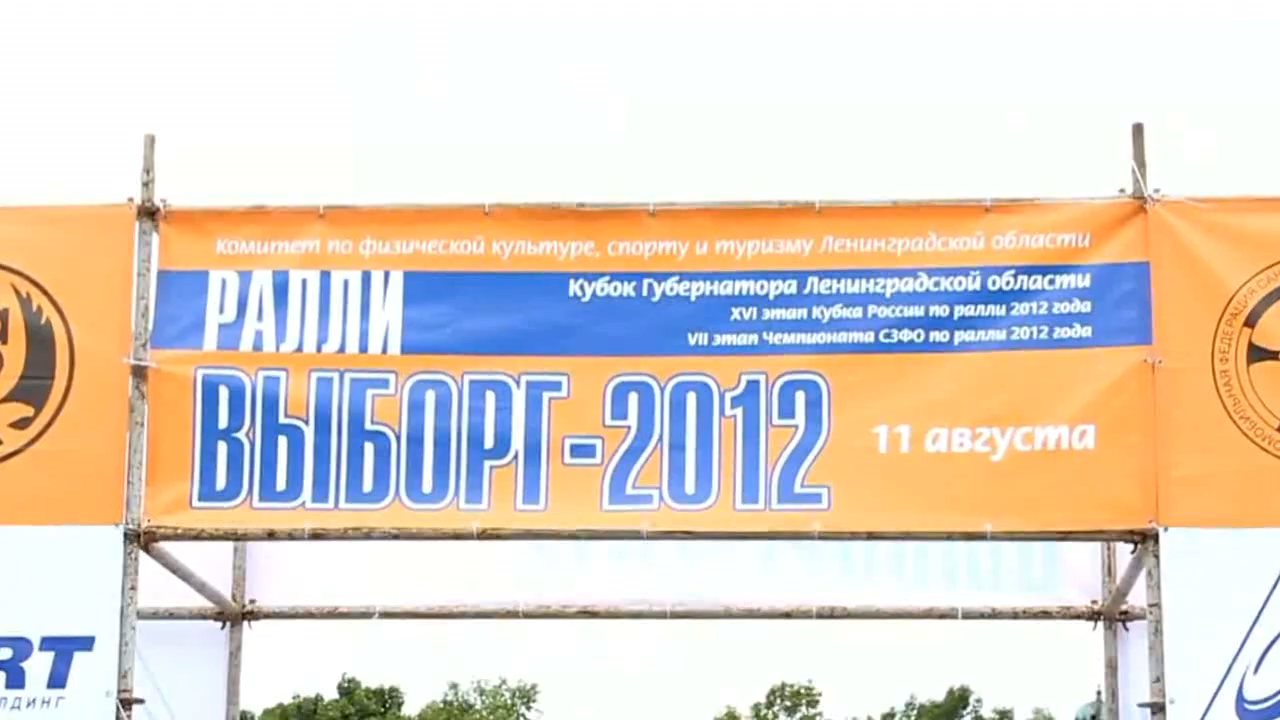 Комитет по физической культуре, спорту и туризму Ленинградской области
РАЛЛИ
Кубок Губернатора Ленинградской области
XVI этап Кубка России по ралли 2012 года
VII этап Чемпионата СЗФО по ралли 2012 года
ВЫБОРГ-2012
11 августа
ФЕДЕРАЦИЯ